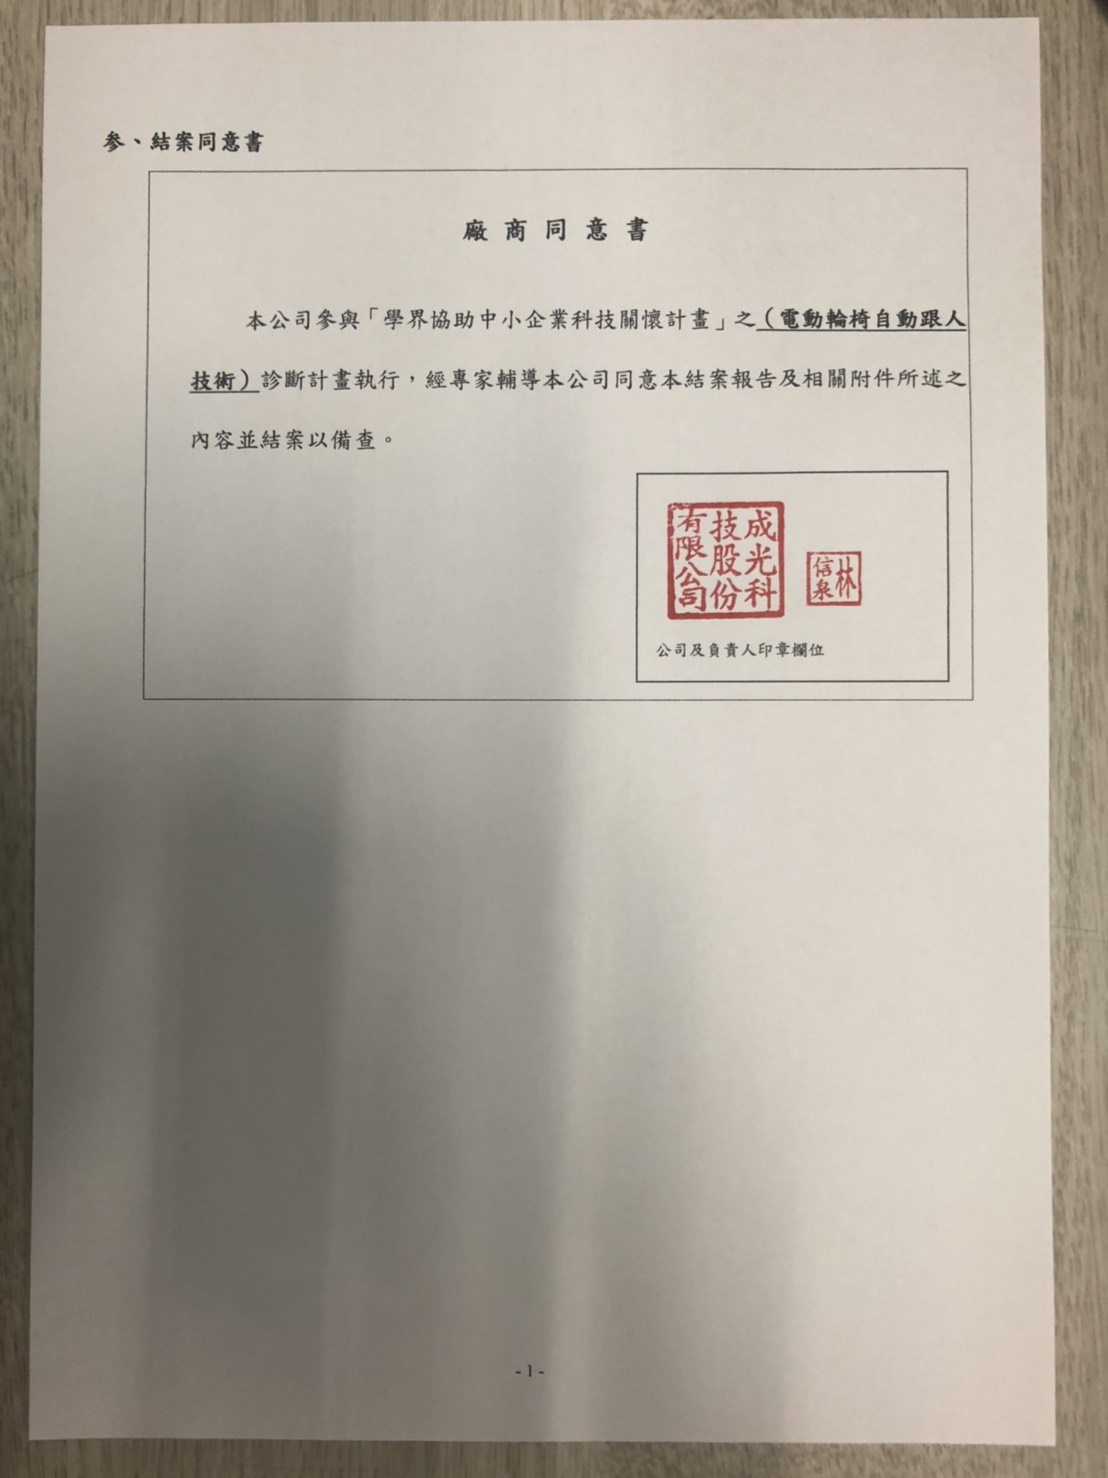 參、結案同意書
廠商同意書
本公司參與「學界協助中小企業科技關懷計畫」之(電動輪椅自動跟人
技術)診斷計畫執行，經專家輔導本公司同意本結案報告及相關附件所述之
內容並結案以備查。
成光科
技股份
有限公司
林
信泉
公司及負責人印章欄位
- 1 -